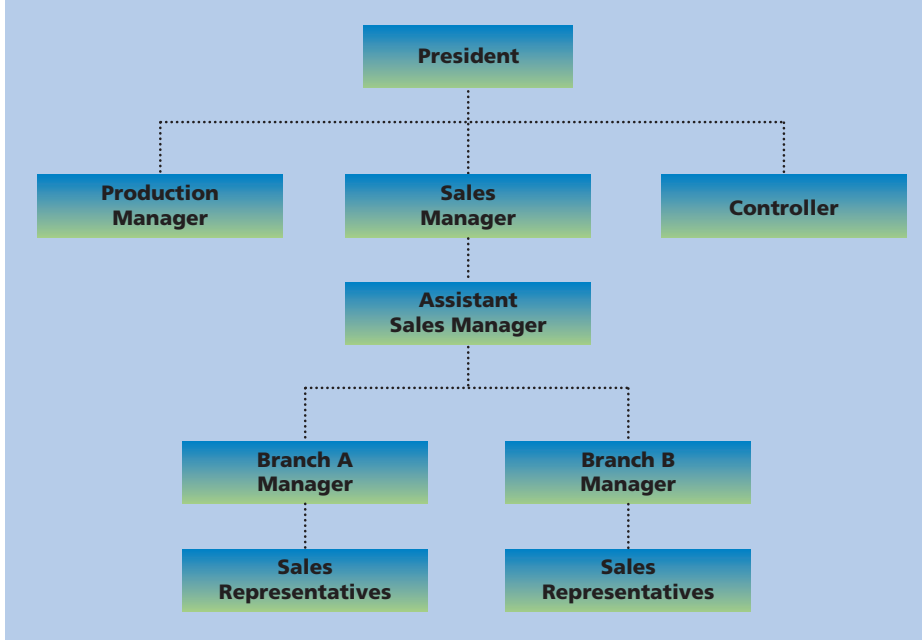 President
Production
Manager
Sales
Manager
Controller
Assistant
Sales Manager
Branch A
Manager
Branch B
Manager
Sales
Representatives
Sales
Representatives